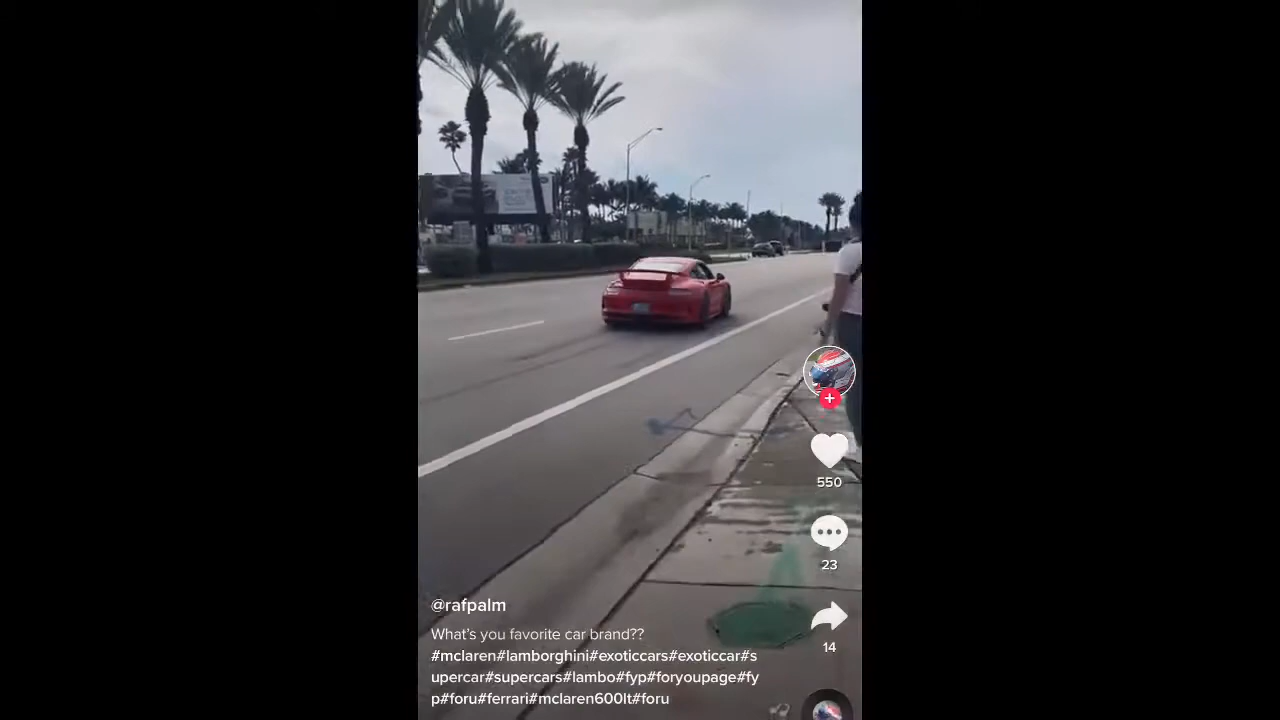 550
23
14
@rafpalm
What's you favorite car brand??
#mclaren#lamborghini#exoticcars#exoticcar#s
upercar#supercars#lambo#fyp#foryoupage#fy
p#foru#ferrari#mclaren600lt#foru